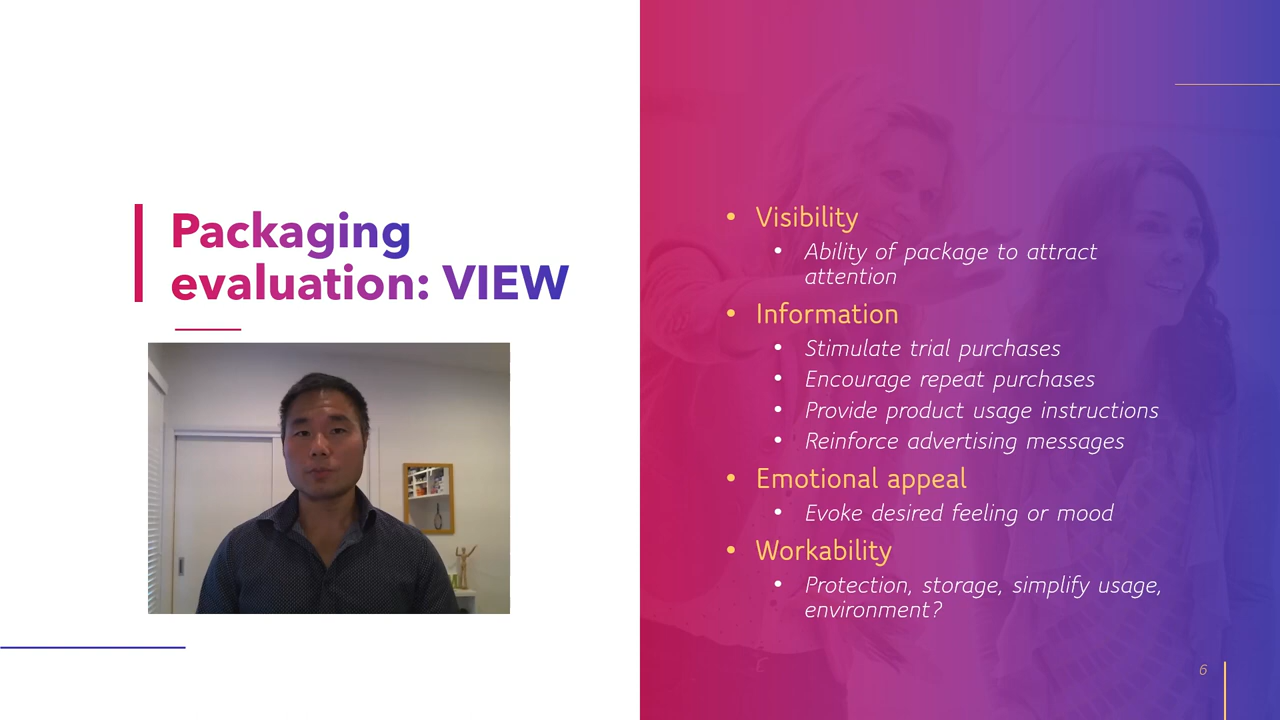 Packaging
evaluation: VIEW
• Visibility
• Ability of package to attract
attention
• Information
• Stimulate trial purchases
• Encourage repeat purchases
• Provide product usage instructions
• Reinforce advertising messages
• Emotional appeal
• Evoke desired feeling or mood
• Workability
• Protection, storage, simplify usage,
environment?
6